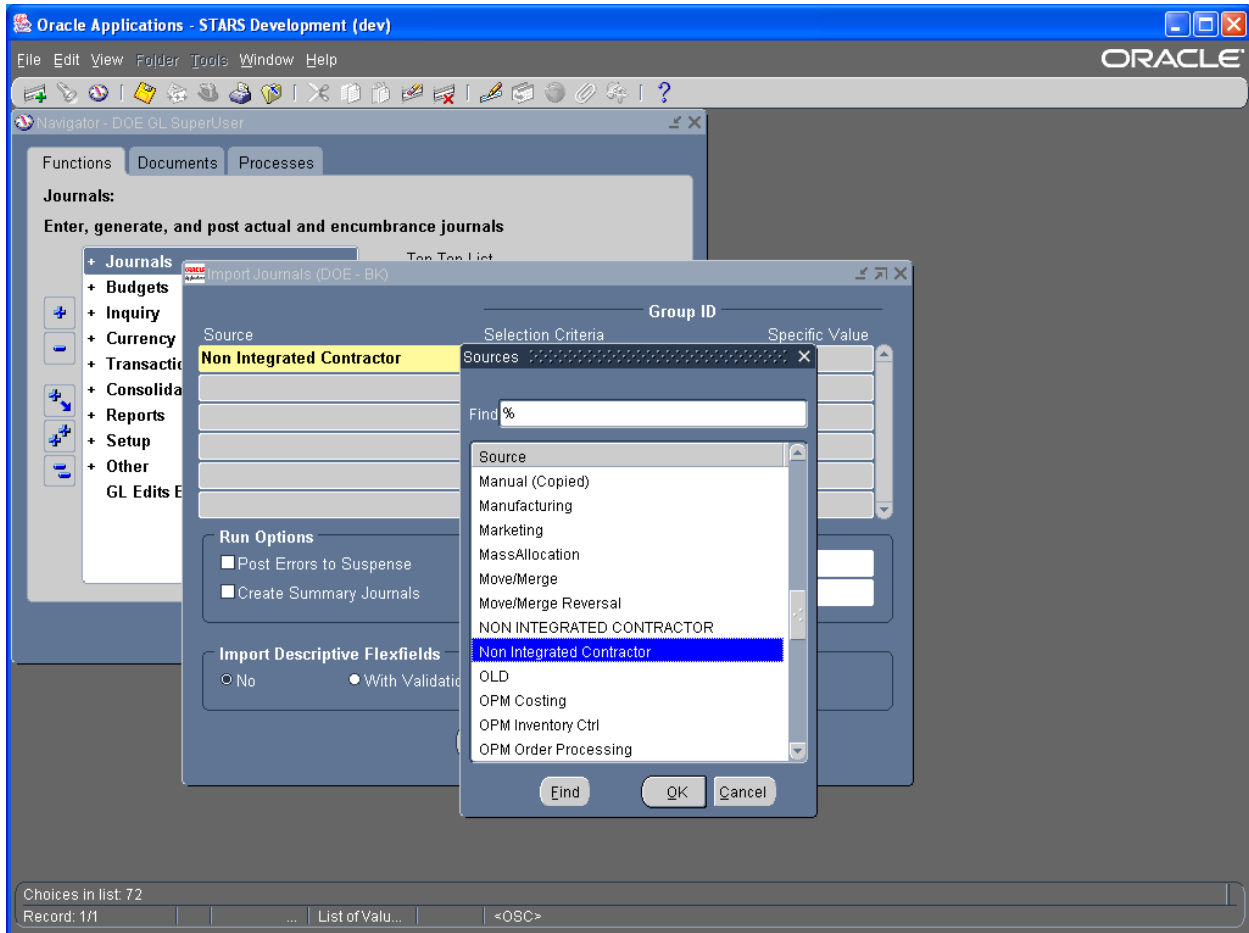 Oracle Applications - STARS Development (dev)
File Edit View Folder Tools Window Help
ORACLE
Navigator - DOE GL SuperUser
Functions Documents Processes
Journals:
Enter, generate, and post actual and encumbrance journals
+ Journals
Top Ten List
+ Budgets
+ Inquiry
+ Currency
+ Transactio
+ Consolida
+ Reports
+ Setup
+ Other
GL Edits E
Import Journals (DOE - BK)
Group ID
Source Selection Criteria Specific Value
Non Integrated Contractor
Run Options
Post Errors to Suspense
Create Summary Journals
Import Descriptive Flexfields
No With Validatio
Sources
Find %
Source
Manual (Copied)
Manufacturing
Marketing
MassAllocation
Move/Merge
Move/Merge Reversal
NON INTEGRATED CONTRACTOR
Non Integrated Contractor
OLD
OPM Costing
OPM Inventory Ctrl
OPM Order Processing
Find OK Cancel
Choices in list: 72
Record: 1/1 ... List of Valu... <OSC>